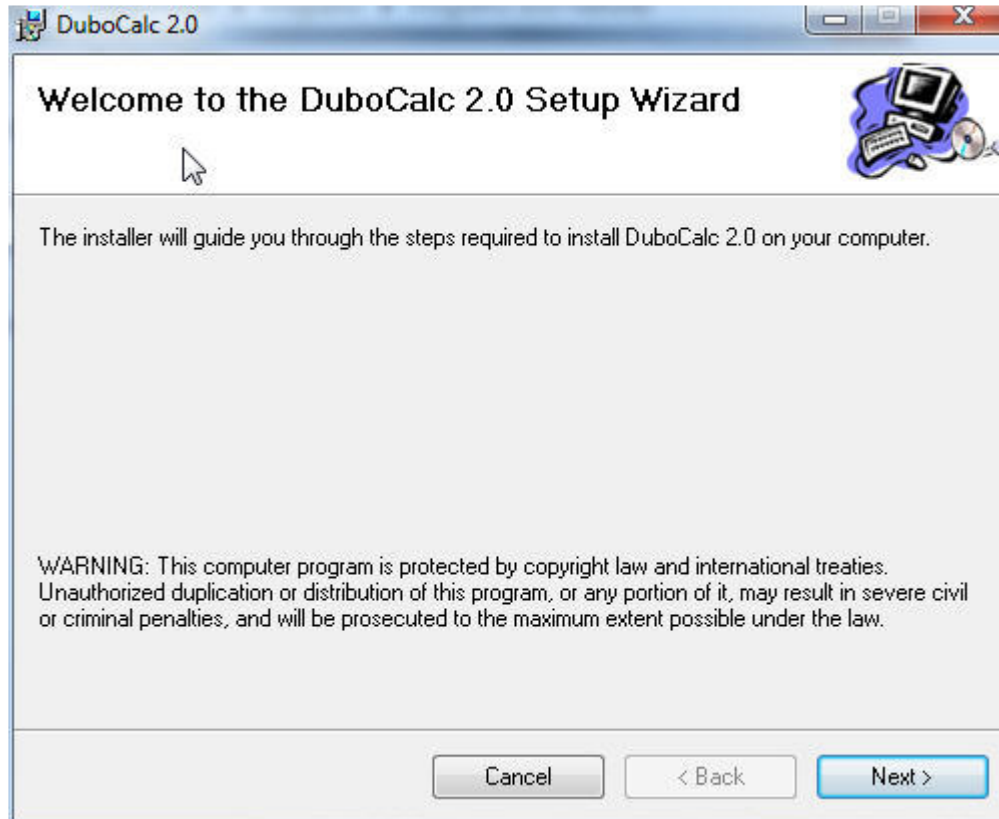 DuboCalc 2.0
Welcome to the DuboCalc 2.0 Setup Wizard
The installer will guide you through the steps required to install DuboCalc 2.0 on your computer.
WARNING: This computer program is protected by copyright law and international treaties.
Unauthorized duplication or distribution of this program, or any portion of it, may result in severe civil
or criminal penalties, and will be prosecuted to the maximum extent possible under the law.
Cancel
< Back
Next >